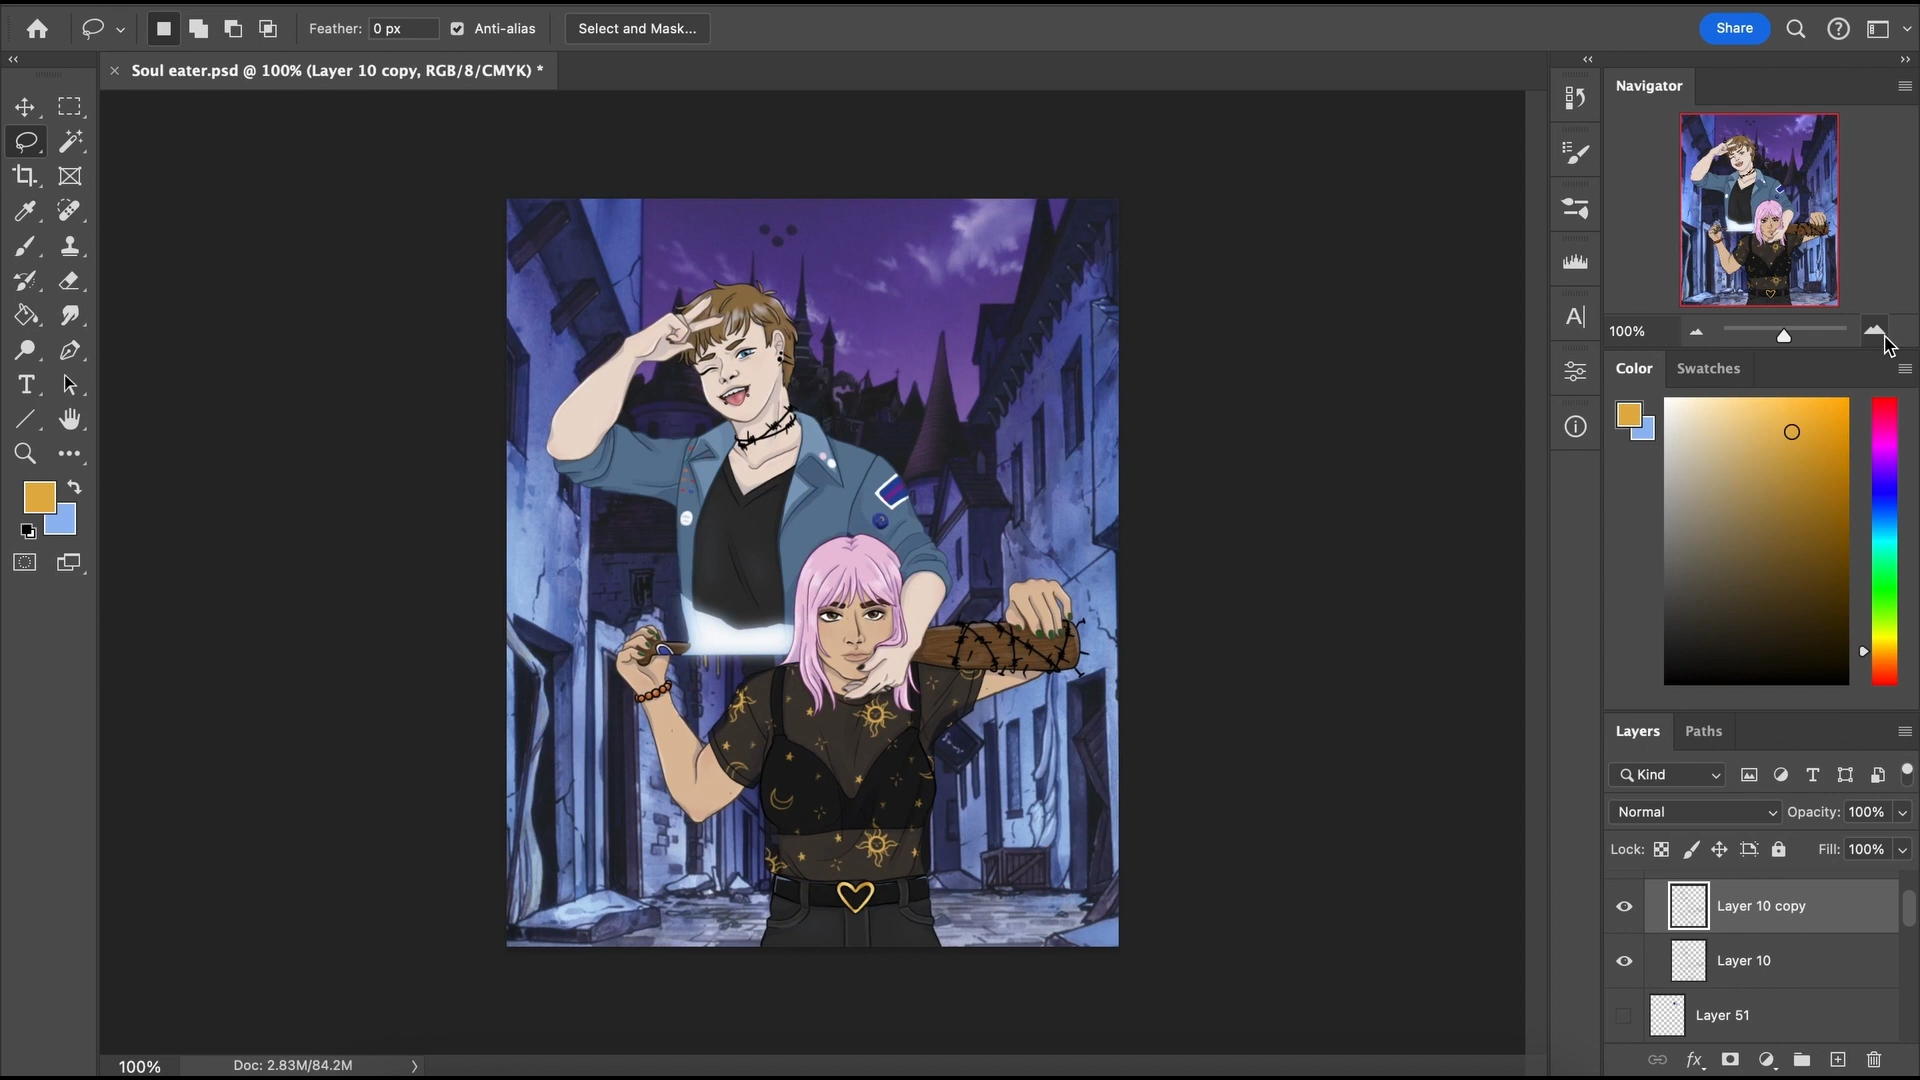 Feather: 0 px Anti-alias Select and Mask... Share
× Soul eater.psd @ 100% (Layer 10 copy, RGB/8/CMYK) *
Navigator
100%
Color Swatches
Layers Paths
Kind
Normal Opacity: 100%
Lock: Fill: 100%
Layer 10 copy
Layer 10
Layer 51
fx
100% Doc: 2.83M/84.2M